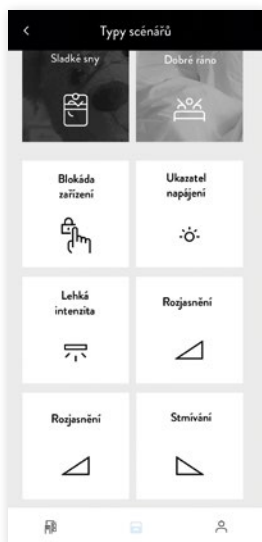 Typy scénářů
Sladké sny
Dobré ráno
Blokáda
zařízení
Ukazatel
napájení
Lehká
intenzita
Rozjasnění
Rozjasnění
Stmívání